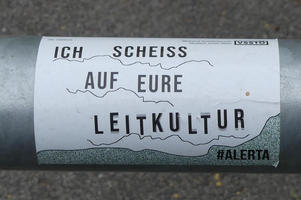 ICH SCHEISS
AUF EURE
LEITKULTUR
#ALERTA
VSSTÖ